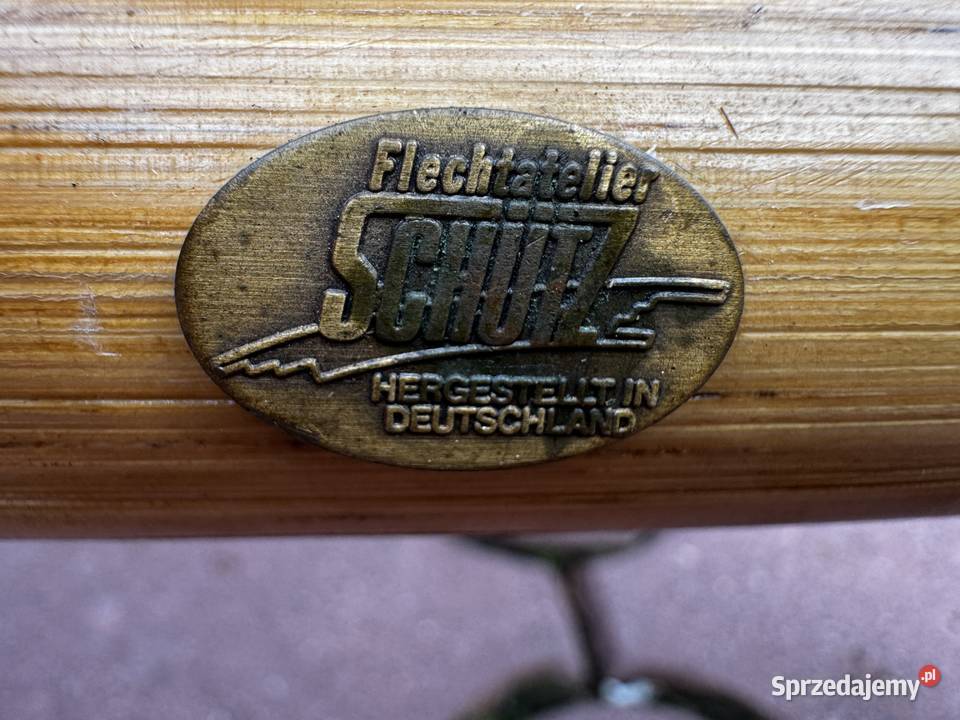 Flechtatelier
SCHÜTZ
HERGESTELLT IN
DEUTSCHLAND
Sprzedajemy.pl